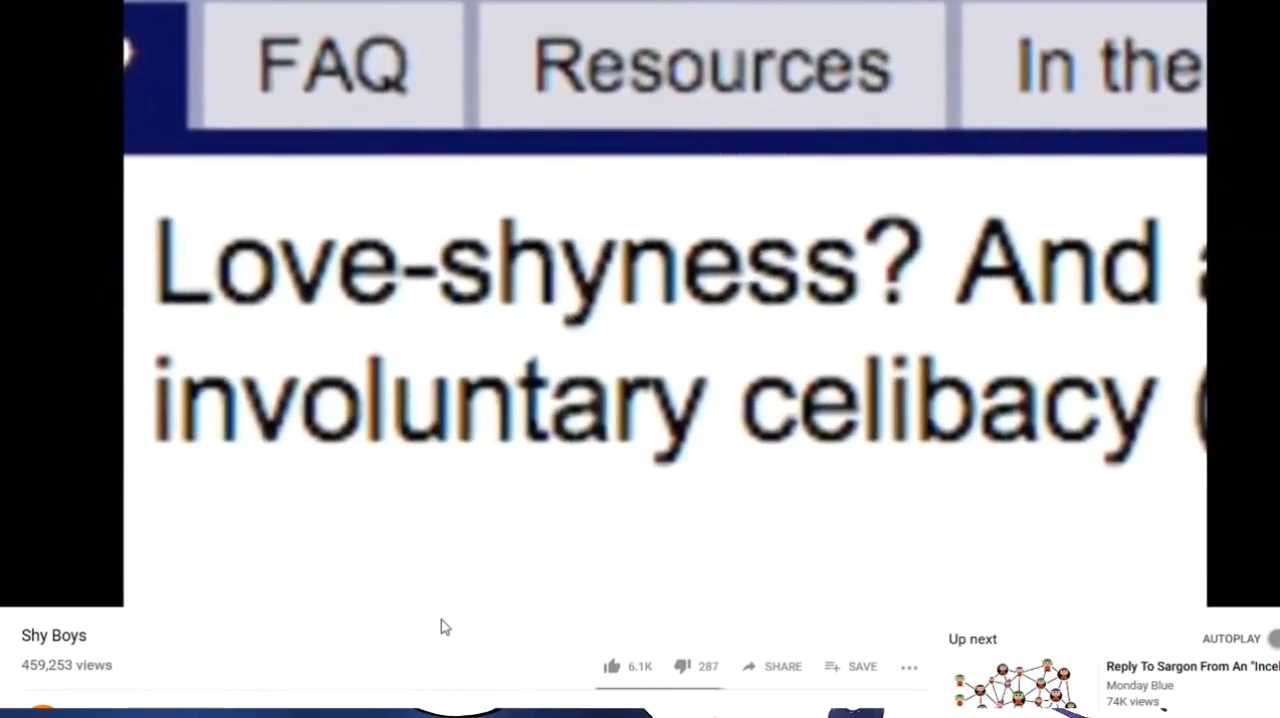 FAQ Resources In the
Love-shyness? And
involuntary celibacy (
Shy Boys
459,253 views
6.1K 287 SHARE SAVE
Up next AUTOPLAY
Reply To Sargon From An "Incel
Monday Blue
74K views